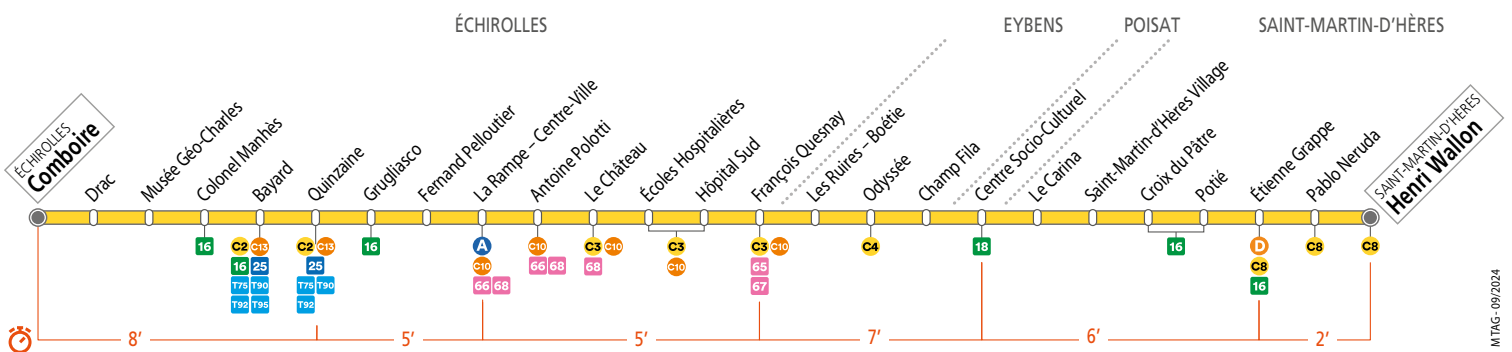 ÉCHIROLLES
EYBENS
POISAT
SAINT-MARTIN-D'HÈRES
ÉCHIROLLES
Comboire
Drac
Musée Géo-Charles
Colonel Manhès
Bayard
Quinzaine
Grugliasco
Fernand Pelloutier
La Rampe – Centre-Ville
Antoine Polotti
Le Château
Écoles Hospitalières
Hôpital Sud
François Quesnay
Les Ruires – Boétie
Odyssée
Champ Fila
Centre Socio-Culturel
Le Carina
Saint-Martin-d'Hères Village
Croix du Pâtre
Potié
Étienne Grappe
Pablo Neruda
SAINT-MARTIN-D'HÈRES
Henri Wallon
16
C2 C13
16 25
T75 T90
T92 T95
C2 C13
25
T75 T90
T92
16
A
C10
66 68
C10
66 68
C3 C10
68
C3
C10
C3 C10
65
67
C4
18
16
D
C8
16
C8
C8
8'
5'
5'
7'
6'
2'
M TAG - 09/2024